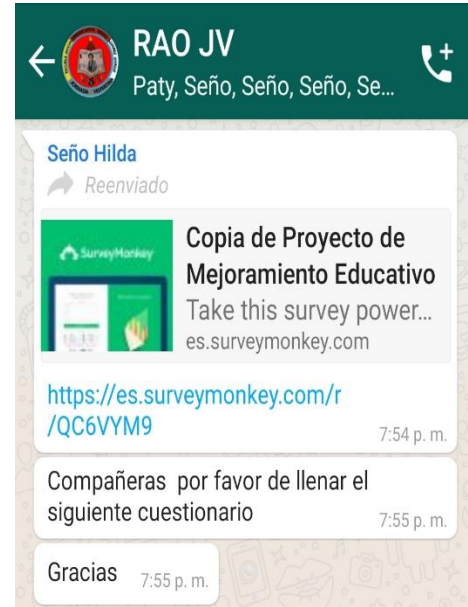 RAO JV
Paty, Seño, Seño, Seño, Se...
Seño Hilda
Reenviado
SurveyMonkey
Copia de Proyecto de
Mejoramiento Educativo
Take this survey power...
es.surveymonkey.com
https://es.surveymonkey.com/r
/QC6VYM9
7:54 p. m.
Compañeras por favor de llenar el
siguiente cuestionario
7:55 p. m.
Gracias 7:55 p. m.